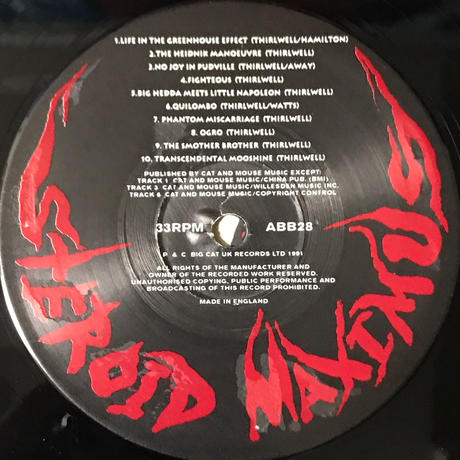 1.LIFE IN THE GREENHOUSE EFFECT (THIRLWELL/HAMILTON)
2.THE HEIDNIK MANOEUVRE (THIRLWELL)
3.NO JOY IN PUDVILLE (THIRLWELL/AWAY)
4.FIGHTEOUS (THIRLWELL)
5.BIG HEDDA MEETS LITTLE NAPOLEON (THIRLWELL)
6.QUILOMBO (THIRLWELL/WATTS)
7. PHANTOM MISCARRIAGE (THIRLWELL)
8. OGRO (THIRLWELL)
9. THE SMOTHER BROTHER (THIRLWELL)
10. TRANSCENDENTAL MOOSHINE (THIRLWELL)
PUBLISHED BY CAT AND MOUSE MUSIC EXCEPT:
TRACK 1 CAT AND MOUSE MUSIC/CHINA PUB. (BMI)
TRACK 3 CAT AND MOUSE MUSIC/WILLESDEN MUSIC INC.
TRACK 6 CAT AND MOUSE MUSIC/COPYRIGHT CONTROL
33RPM ABB28
P & C BIG CAT UK RECORDS LTD 1991
ALL RIGHTS OF THE MANUFACTURER AND
OWNER OF THE RECORDED WORK RESERVED.
UNAUTHORISED COPYING, PUBLIC PERFORMANCE AND
BROADCASTING OF THIS RECORD PROHIBITED.
MADE IN ENGLAND
STEROID
MAXIMUS